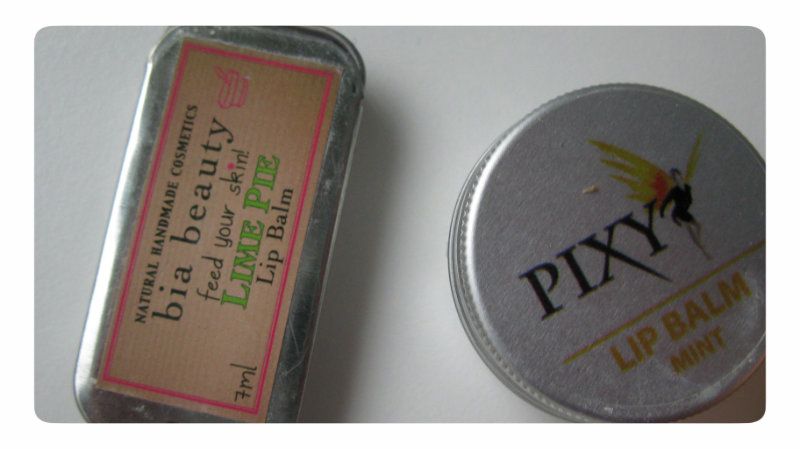 NATURAL HANDMADE COSMETICS
bia beauty
feed your skin!
LIME PIE
Lip Balm
7ml
PIXY
LIP BALM
MINT